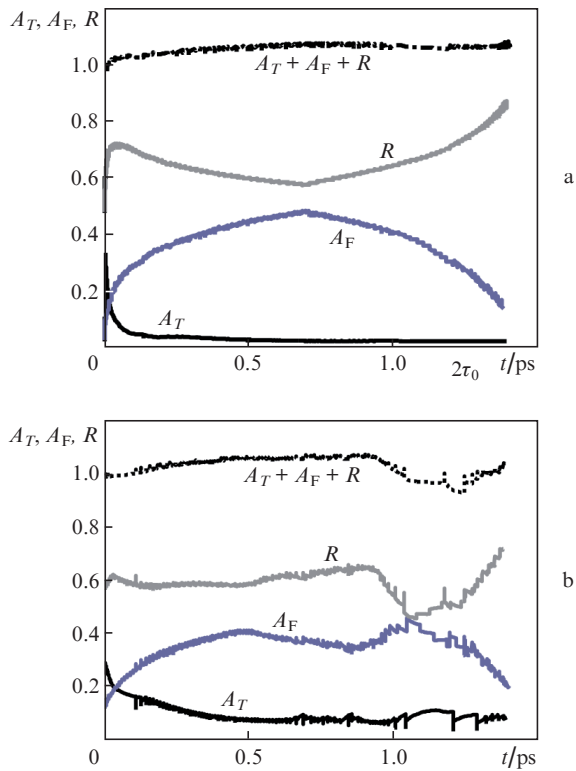 A_T, A_F, R
1.0
A_T + A_F + R
0.8
R
0.6
a
0.4
A_F
0.2
A_T
0 0.5 1.0 2τ₀ t/ps
A_T, A_F, R
1.0
A_T + A_F + R
0.8
R
0.6
b
A_F
0.4
0.2
A_T
0 0.5 1.0 t/ps